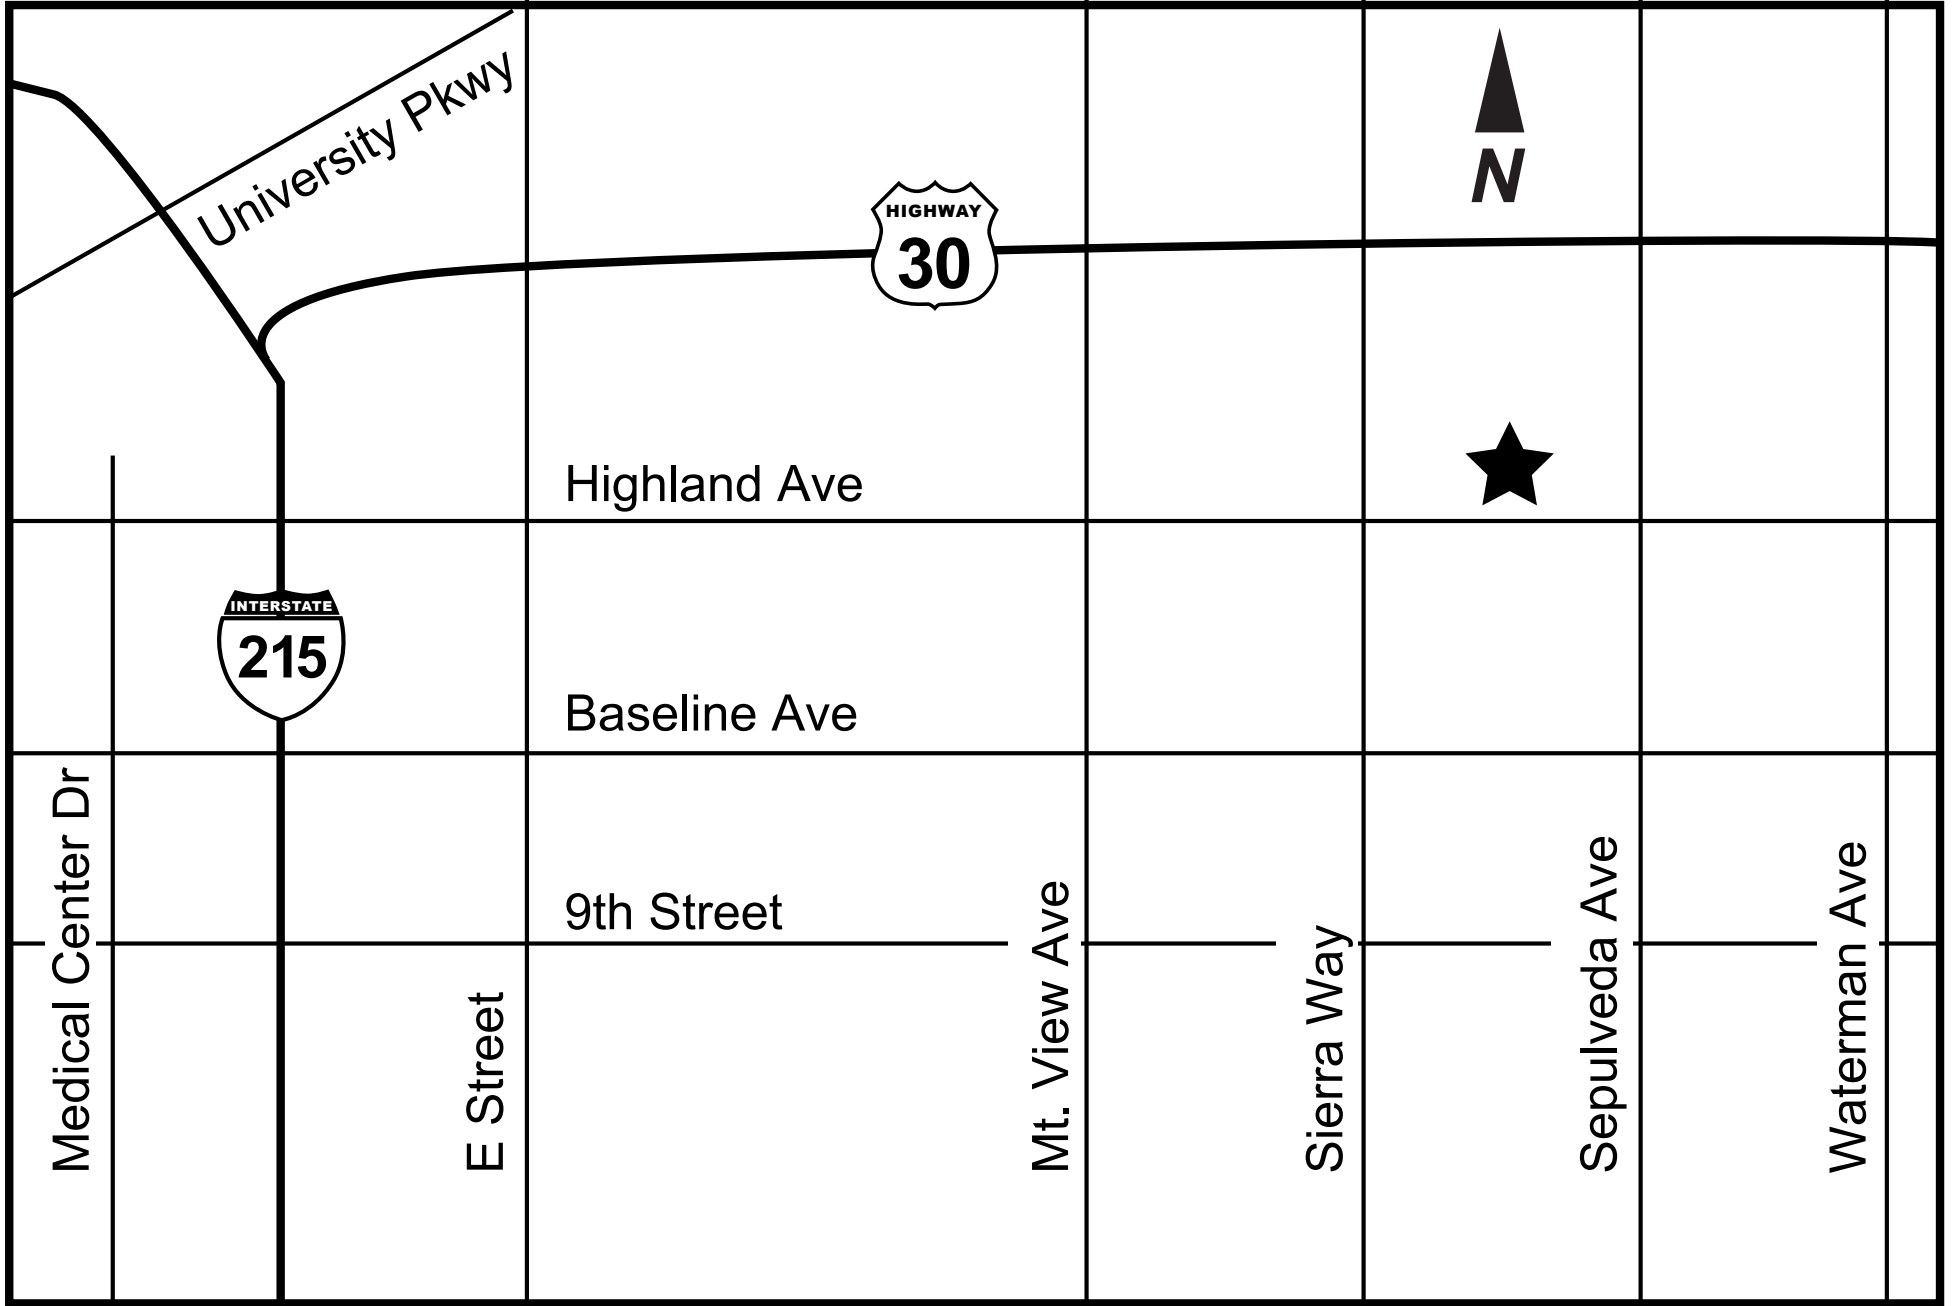 University Pkwy
HIGHWAY
30
N
Highland Ave
INTERSTATE
215
Baseline Ave
9th Street
Medical Center Dr
E Street
Mt. View Ave
Sierra Way
Sepulveda Ave
Waterman Ave